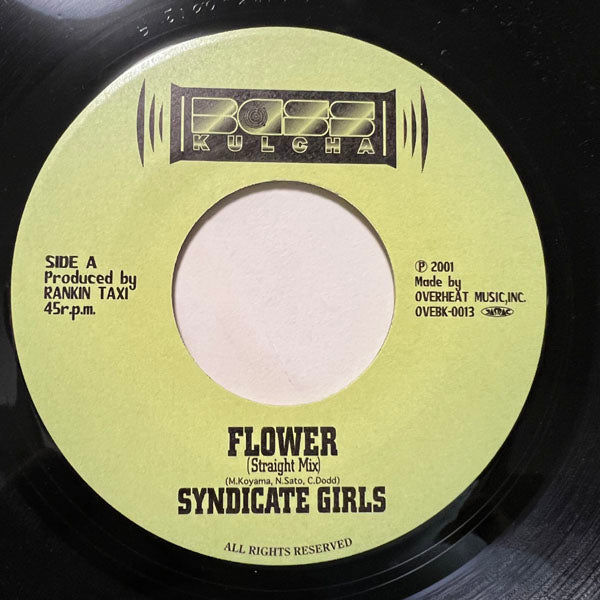 BASS
KULCHA
SIDE A
Produced by
RANKIN TAXI
45r.p.m.
Ⓟ 2001
Made by
OVERHEAT MUSIC,INC.
OVEBK-0013
FLOWER
(Straight Mix)
(M.Koyama, N.Sato, C.Dodd)
SYNDICATE GIRLS
ALL RIGHTS RESERVED